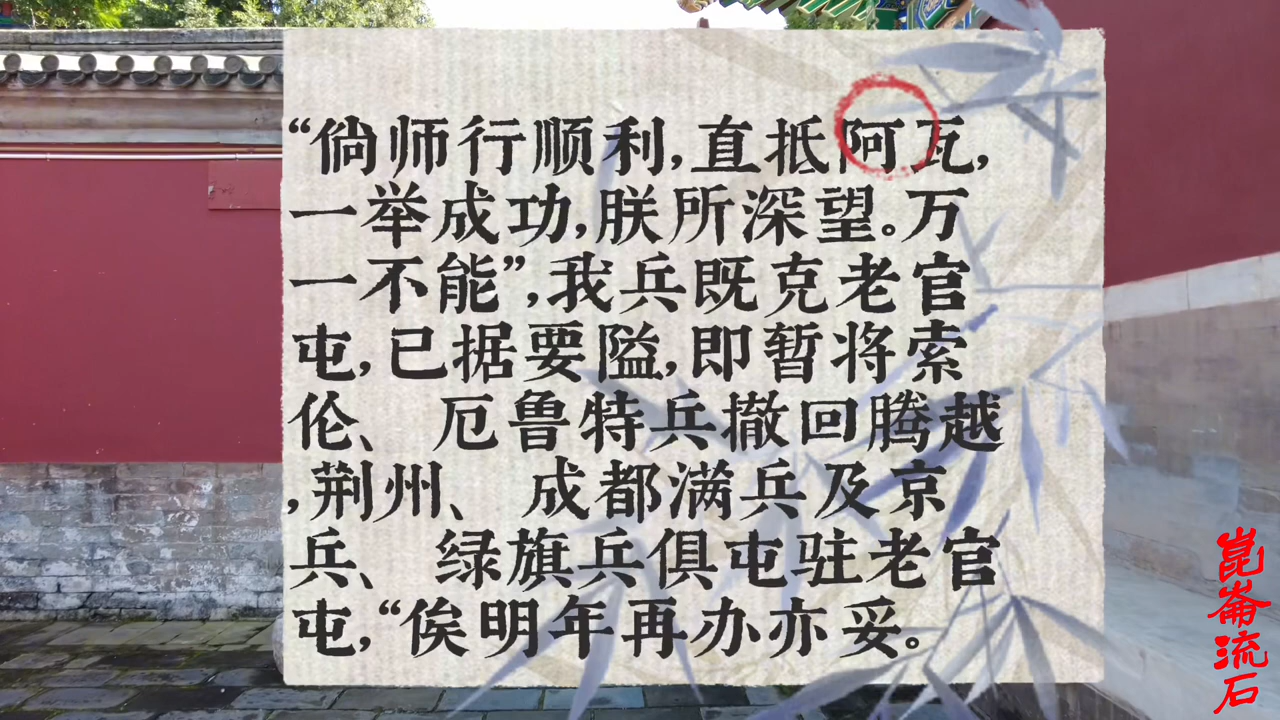 “倘师行顺利,直抵阿瓦,
一举成功,朕所深望。万
一不能”,我兵既克老官
屯,已据要隘,即暂将索
伦、 厄鲁特兵撤回腾越
,荆州、 成都满兵及京
兵、 绿旗兵俱屯驻老官
屯,“俟明年再办亦妥。
崑崙流石